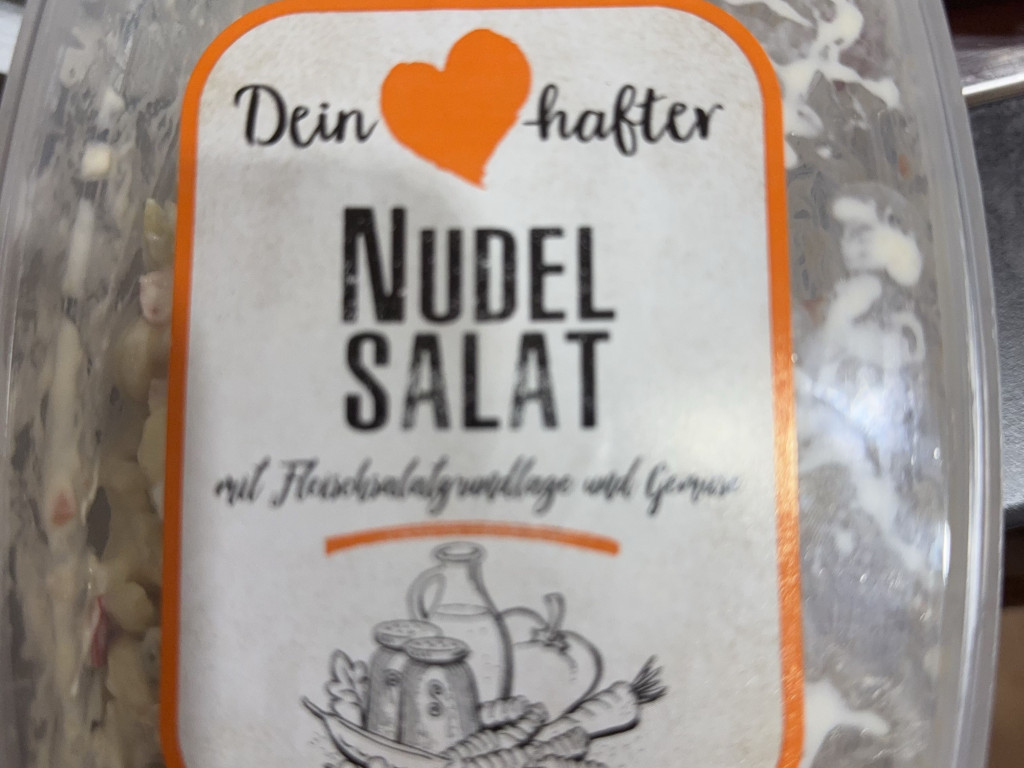 Dein hafter
NUDEL
SALAT
mit Fleischsalatgrundlage und Gemüse